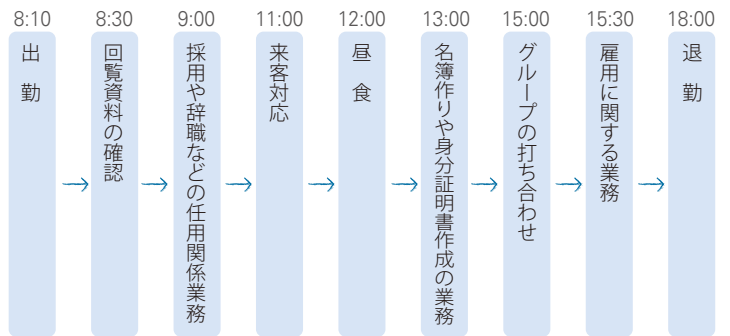 8:10
出勤
8:30
回覧資料の確認
9:00
採用や辞職などの任用関係業務
11:00
来客対応
12:00
昼食
13:00
名簿作りや身分証明書作成の業務
15:00
グループの打ち合わせ
15:30
雇用に関する業務
18:00
退勤